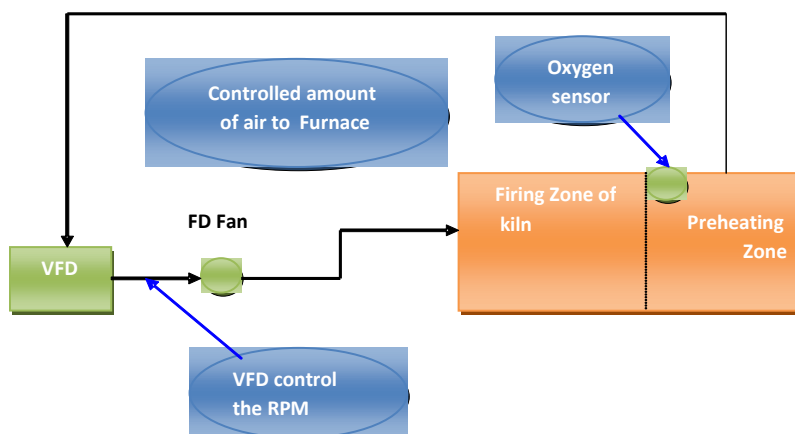 Oxygen
sensor
Controlled amount
of air to Furnace
Firing Zone of
kiln
Preheating
Zone
FD Fan
VFD
VFD control
the RPM